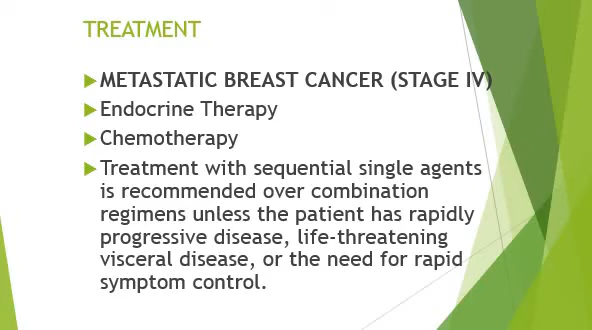 TREATMENT
METASTATIC BREAST CANCER (STAGE IV)
Endocrine Therapy
Chemotherapy
Treatment with sequential single agents
is recommended over combination
regimens unless the patient has rapidly
progressive disease, life-threatening
visceral disease, or the need for rapid
symptom control.